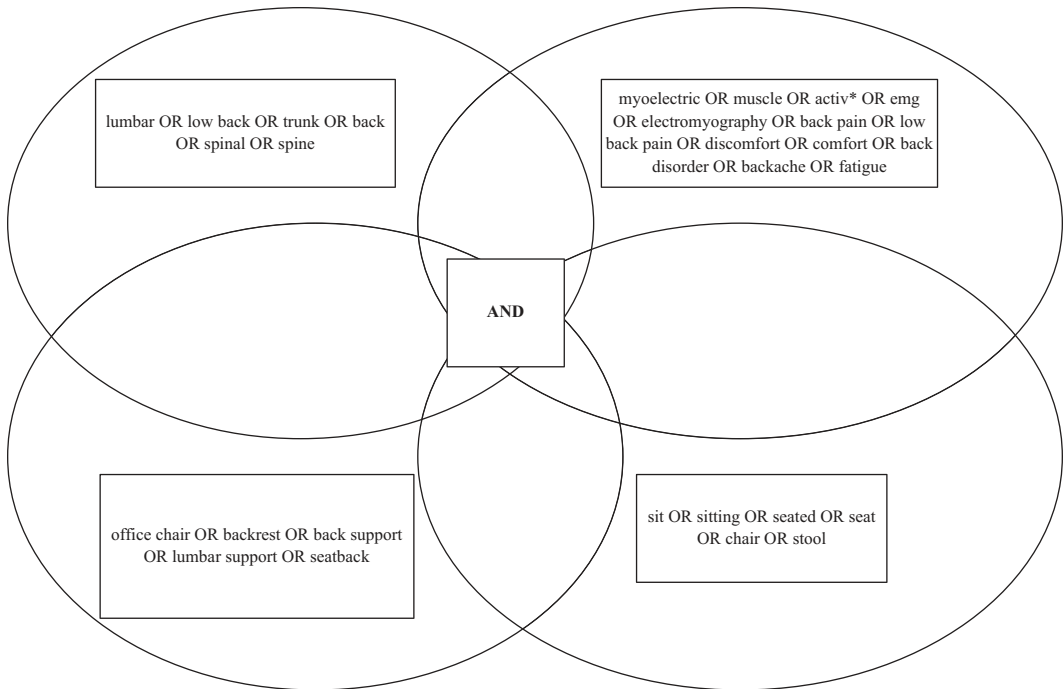 lumbar OR low back OR trunk OR back
OR spinal OR spine
myoelectric OR muscle OR activ* OR emg
OR electromyography OR back pain OR low
back pain OR discomfort OR comfort OR back
disorder OR backache OR fatigue
AND
office chair OR backrest OR back support
OR lumbar support OR seatback
sit OR sitting OR seated OR seat
OR chair OR stool